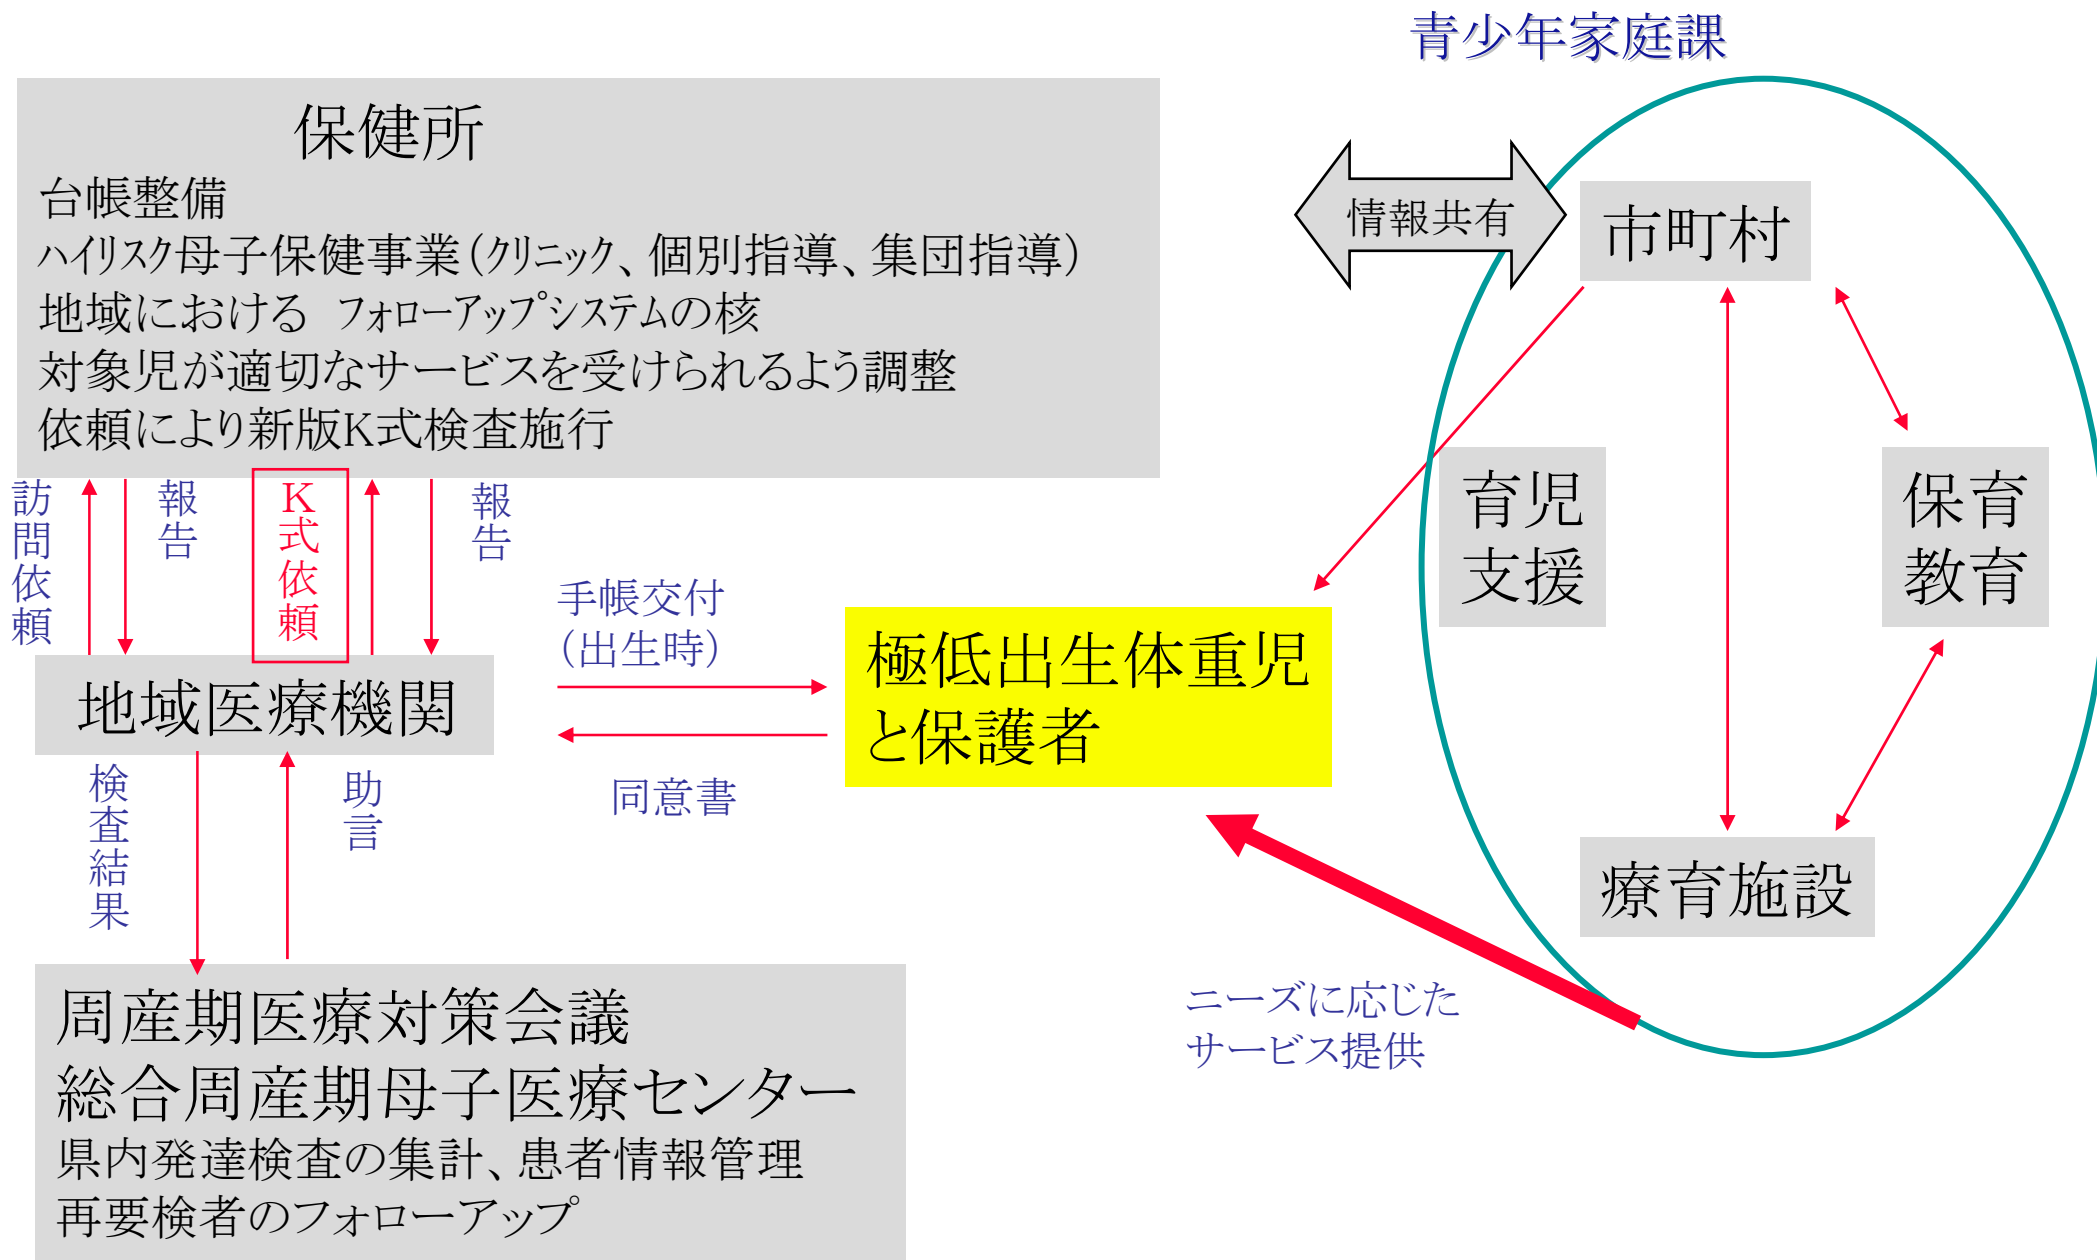 青少年家庭課
保健所
台帳整備
ハイリスク母子保健事業（クリニック、個別指導、集団指導）
地域における　フォローアップシステムの核
対象児が適切なサービスを受けられるよう調整
依頼により新版K式検査施行
情報共有
市町村
育児
支援
保育
教育
療育施設
訪問依頼
報告
K式依頼
報告
手帳交付
（出生時）
同意書
極低出生体重児
と保護者
地域医療機関
検査結果
助言
ニーズに応じた
サービス提供
周産期医療対策会議
総合周産期母子医療センター
県内発達検査の集計、患者情報管理
再要検者のフォローアップ